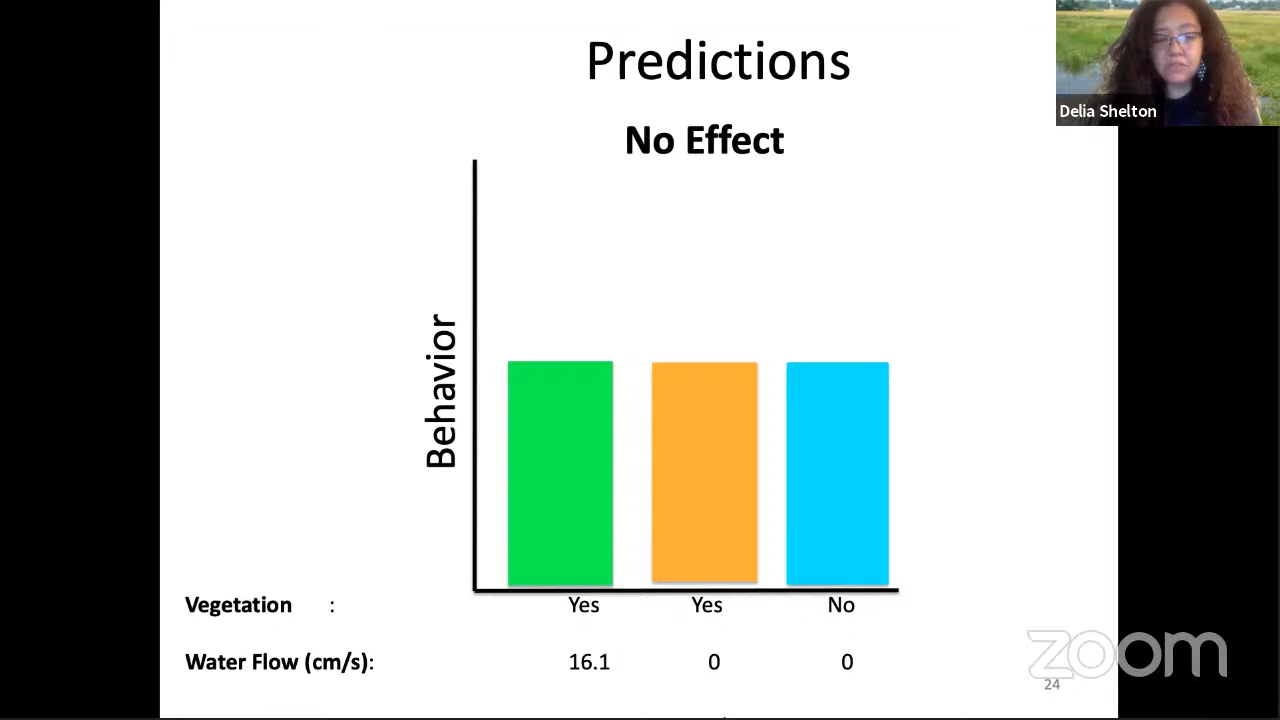 Predictions
Delia Shelton
No Effect
Behavior
Vegetation : Yes Yes No
Water Flow (cm/s): 16.1 0 0
zoom
24